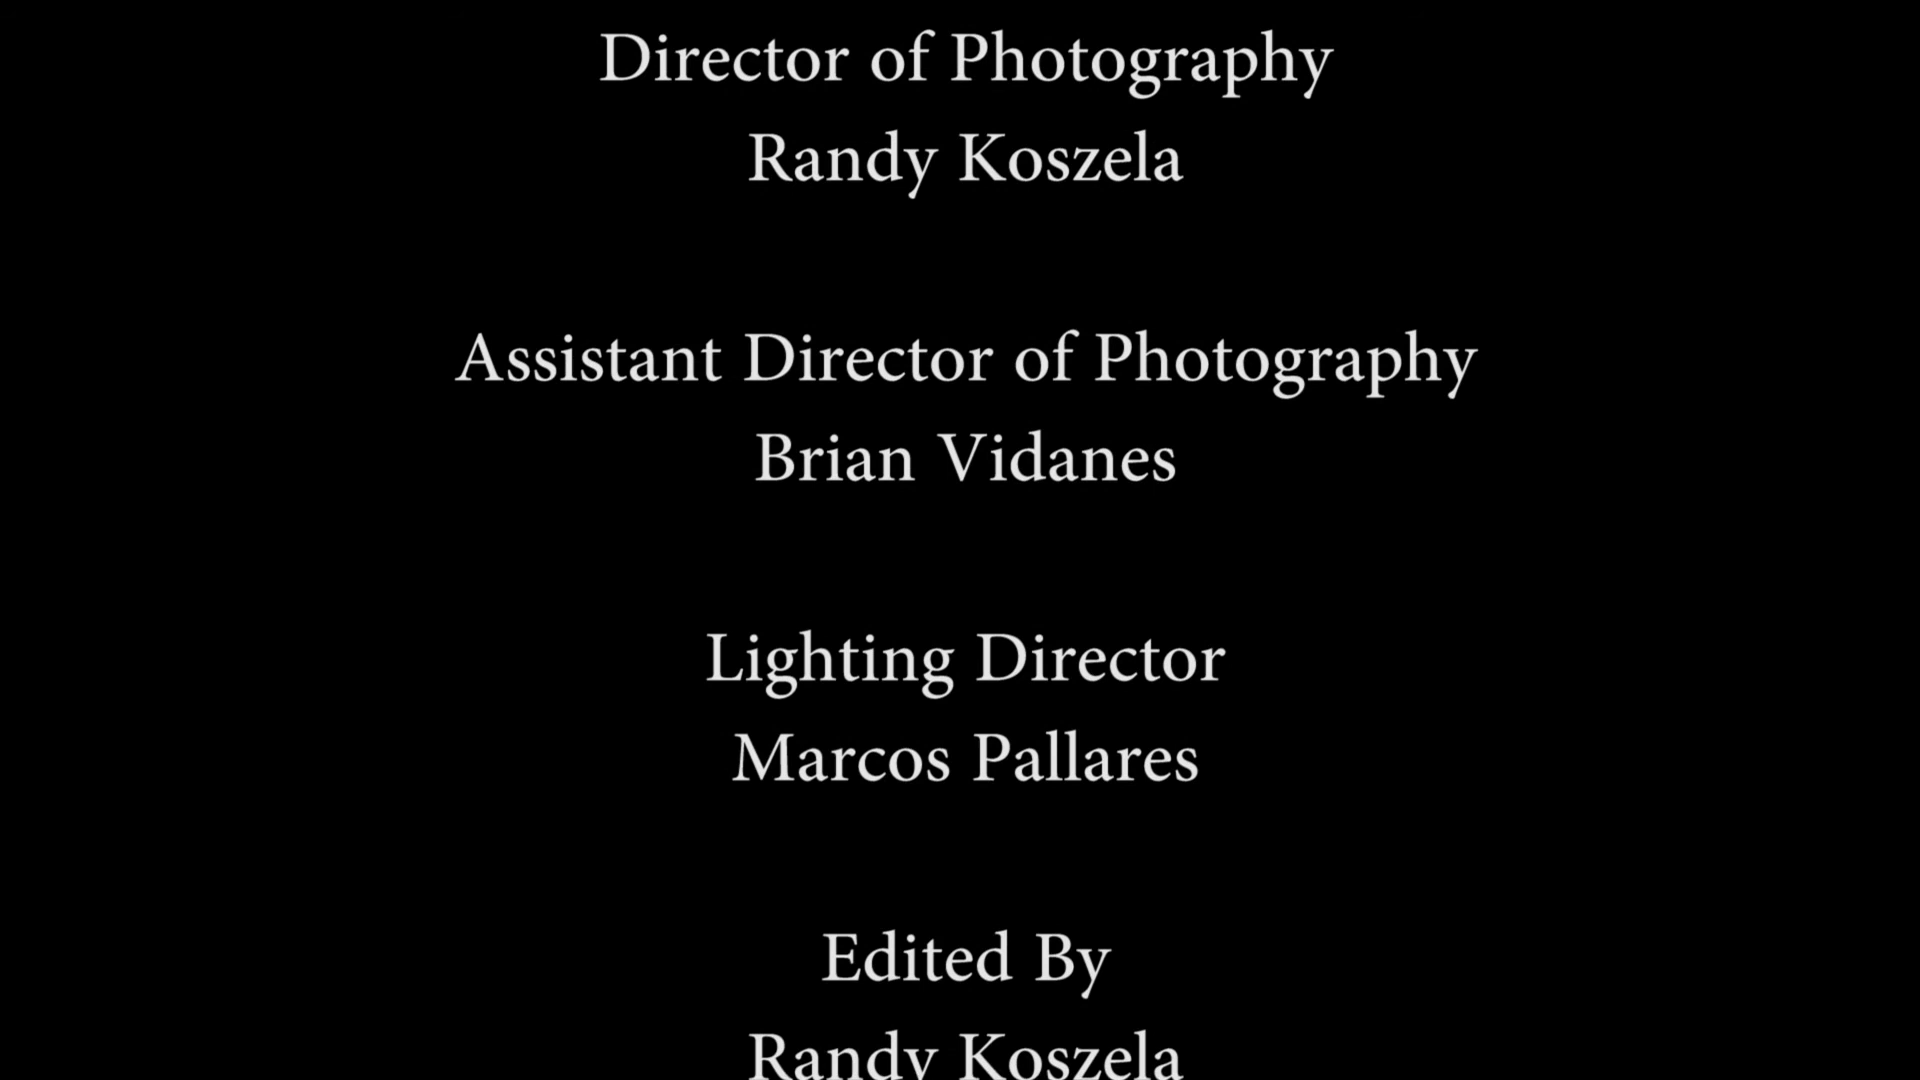 Director of Photography
Randy Koszela
Assistant Director of Photography
Brian Vidanes
Lighting Director
Marcos Pallares
Edited By
Randy Koszela